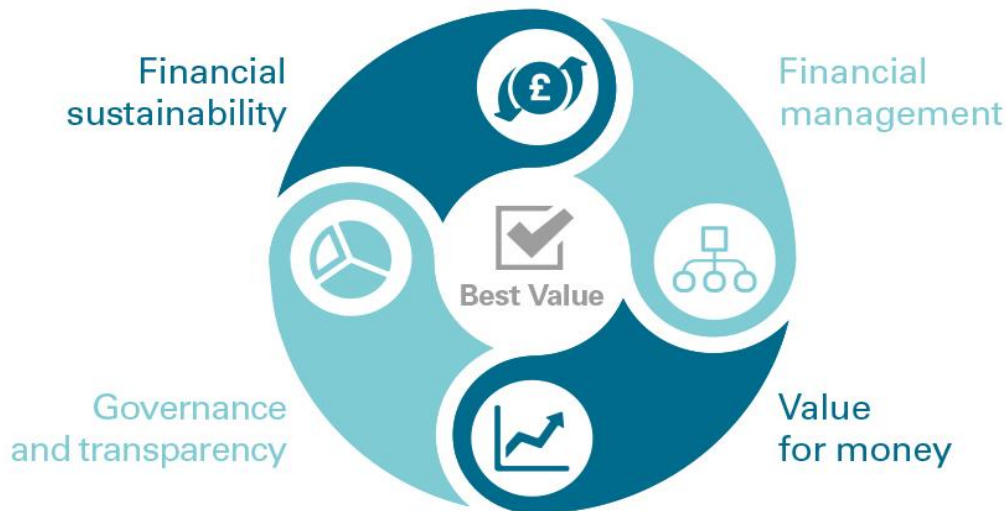 Financial
sustainability
Financial
management
£
Best Value
Governance
and transparency
Value
for money